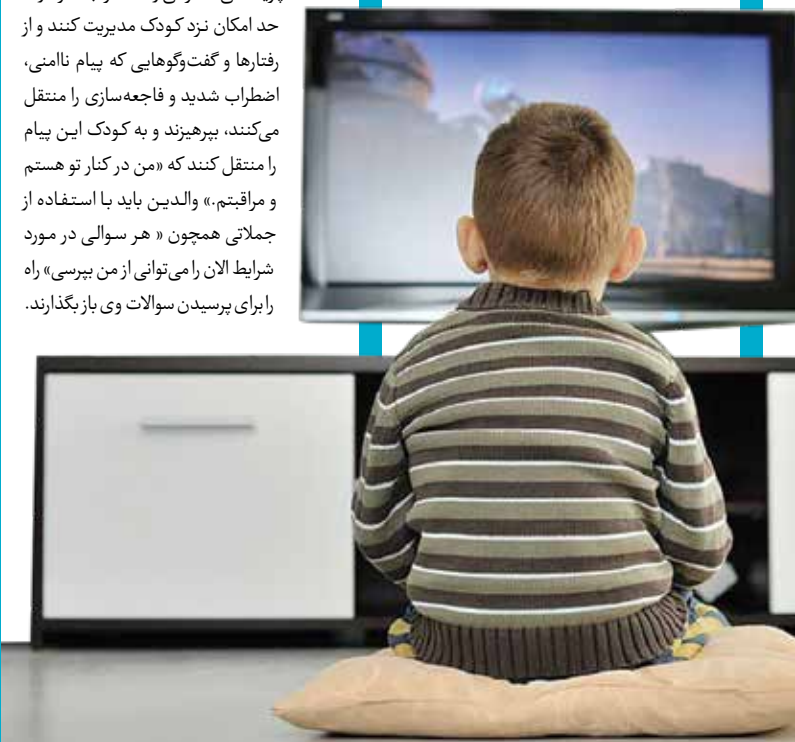 حد امکان نزد کودک مدیریت کنند و از
رفتارها و گفت‌وگوهایی که پیام ناامنی،
اضطراب شدید و فاجعه‌سازی را منتقل
می‌کنند، بپرهیزند و به کودک این پیام
را منتقل کنند که «من در کنار تو هستم
و مراقبتم.» والدین باید با استفاده از
جملاتی همچون « هر سوالی در مورد
شرایط الان را می‌توانی از من بپرسی» راه
را برای پرسیدن سوالات وی باز بگذارند.